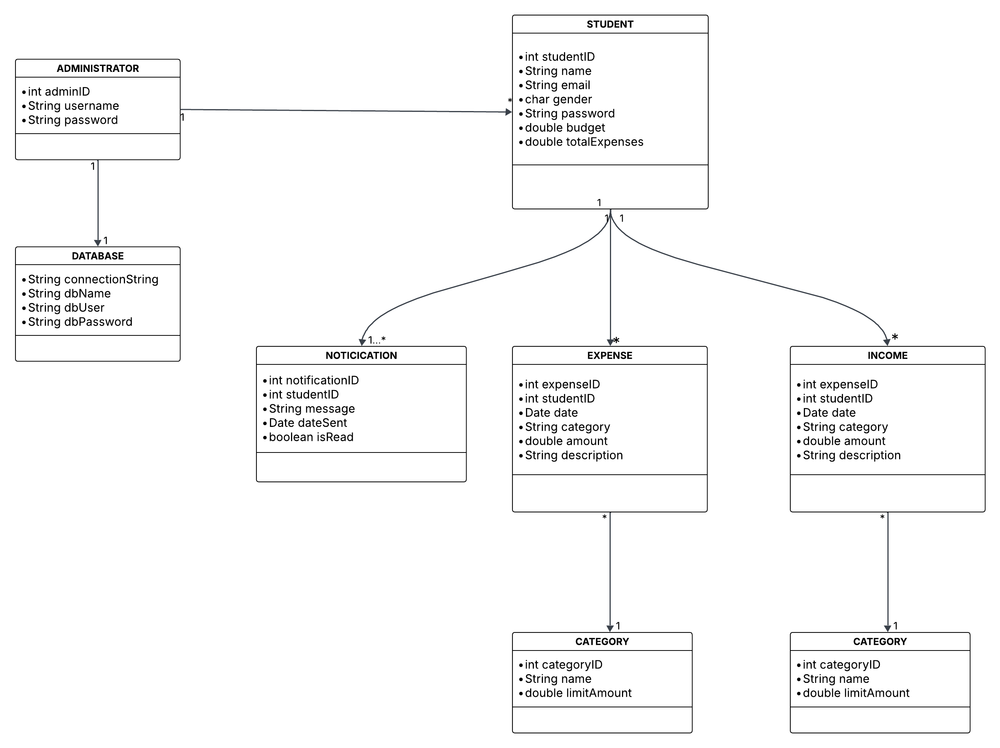 STUDENT
• int studentID
• String name
• String email
• char gender
• String password
• double budget
• double totalExpenses
ADMINISTRATOR
• int adminID
• String username
• String password
1
*
1
1
DATABASE
• String connectionString
• String dbName
• String dbUser
• String dbPassword
1
1
1
1...*
*
*
NOTICICATION
• int notificationID
• int studentID
• String message
• Date dateSent
• boolean isRead
EXPENSE
• int expenseID
• int studentID
• Date date
• String category
• double amount
• String description
INCOME
• int expenseID
• int studentID
• Date date
• String category
• double amount
• String description
*
1
*
1
CATEGORY
• int categoryID
• String name
• double limitAmount
CATEGORY
• int categoryID
• String name
• double limitAmount